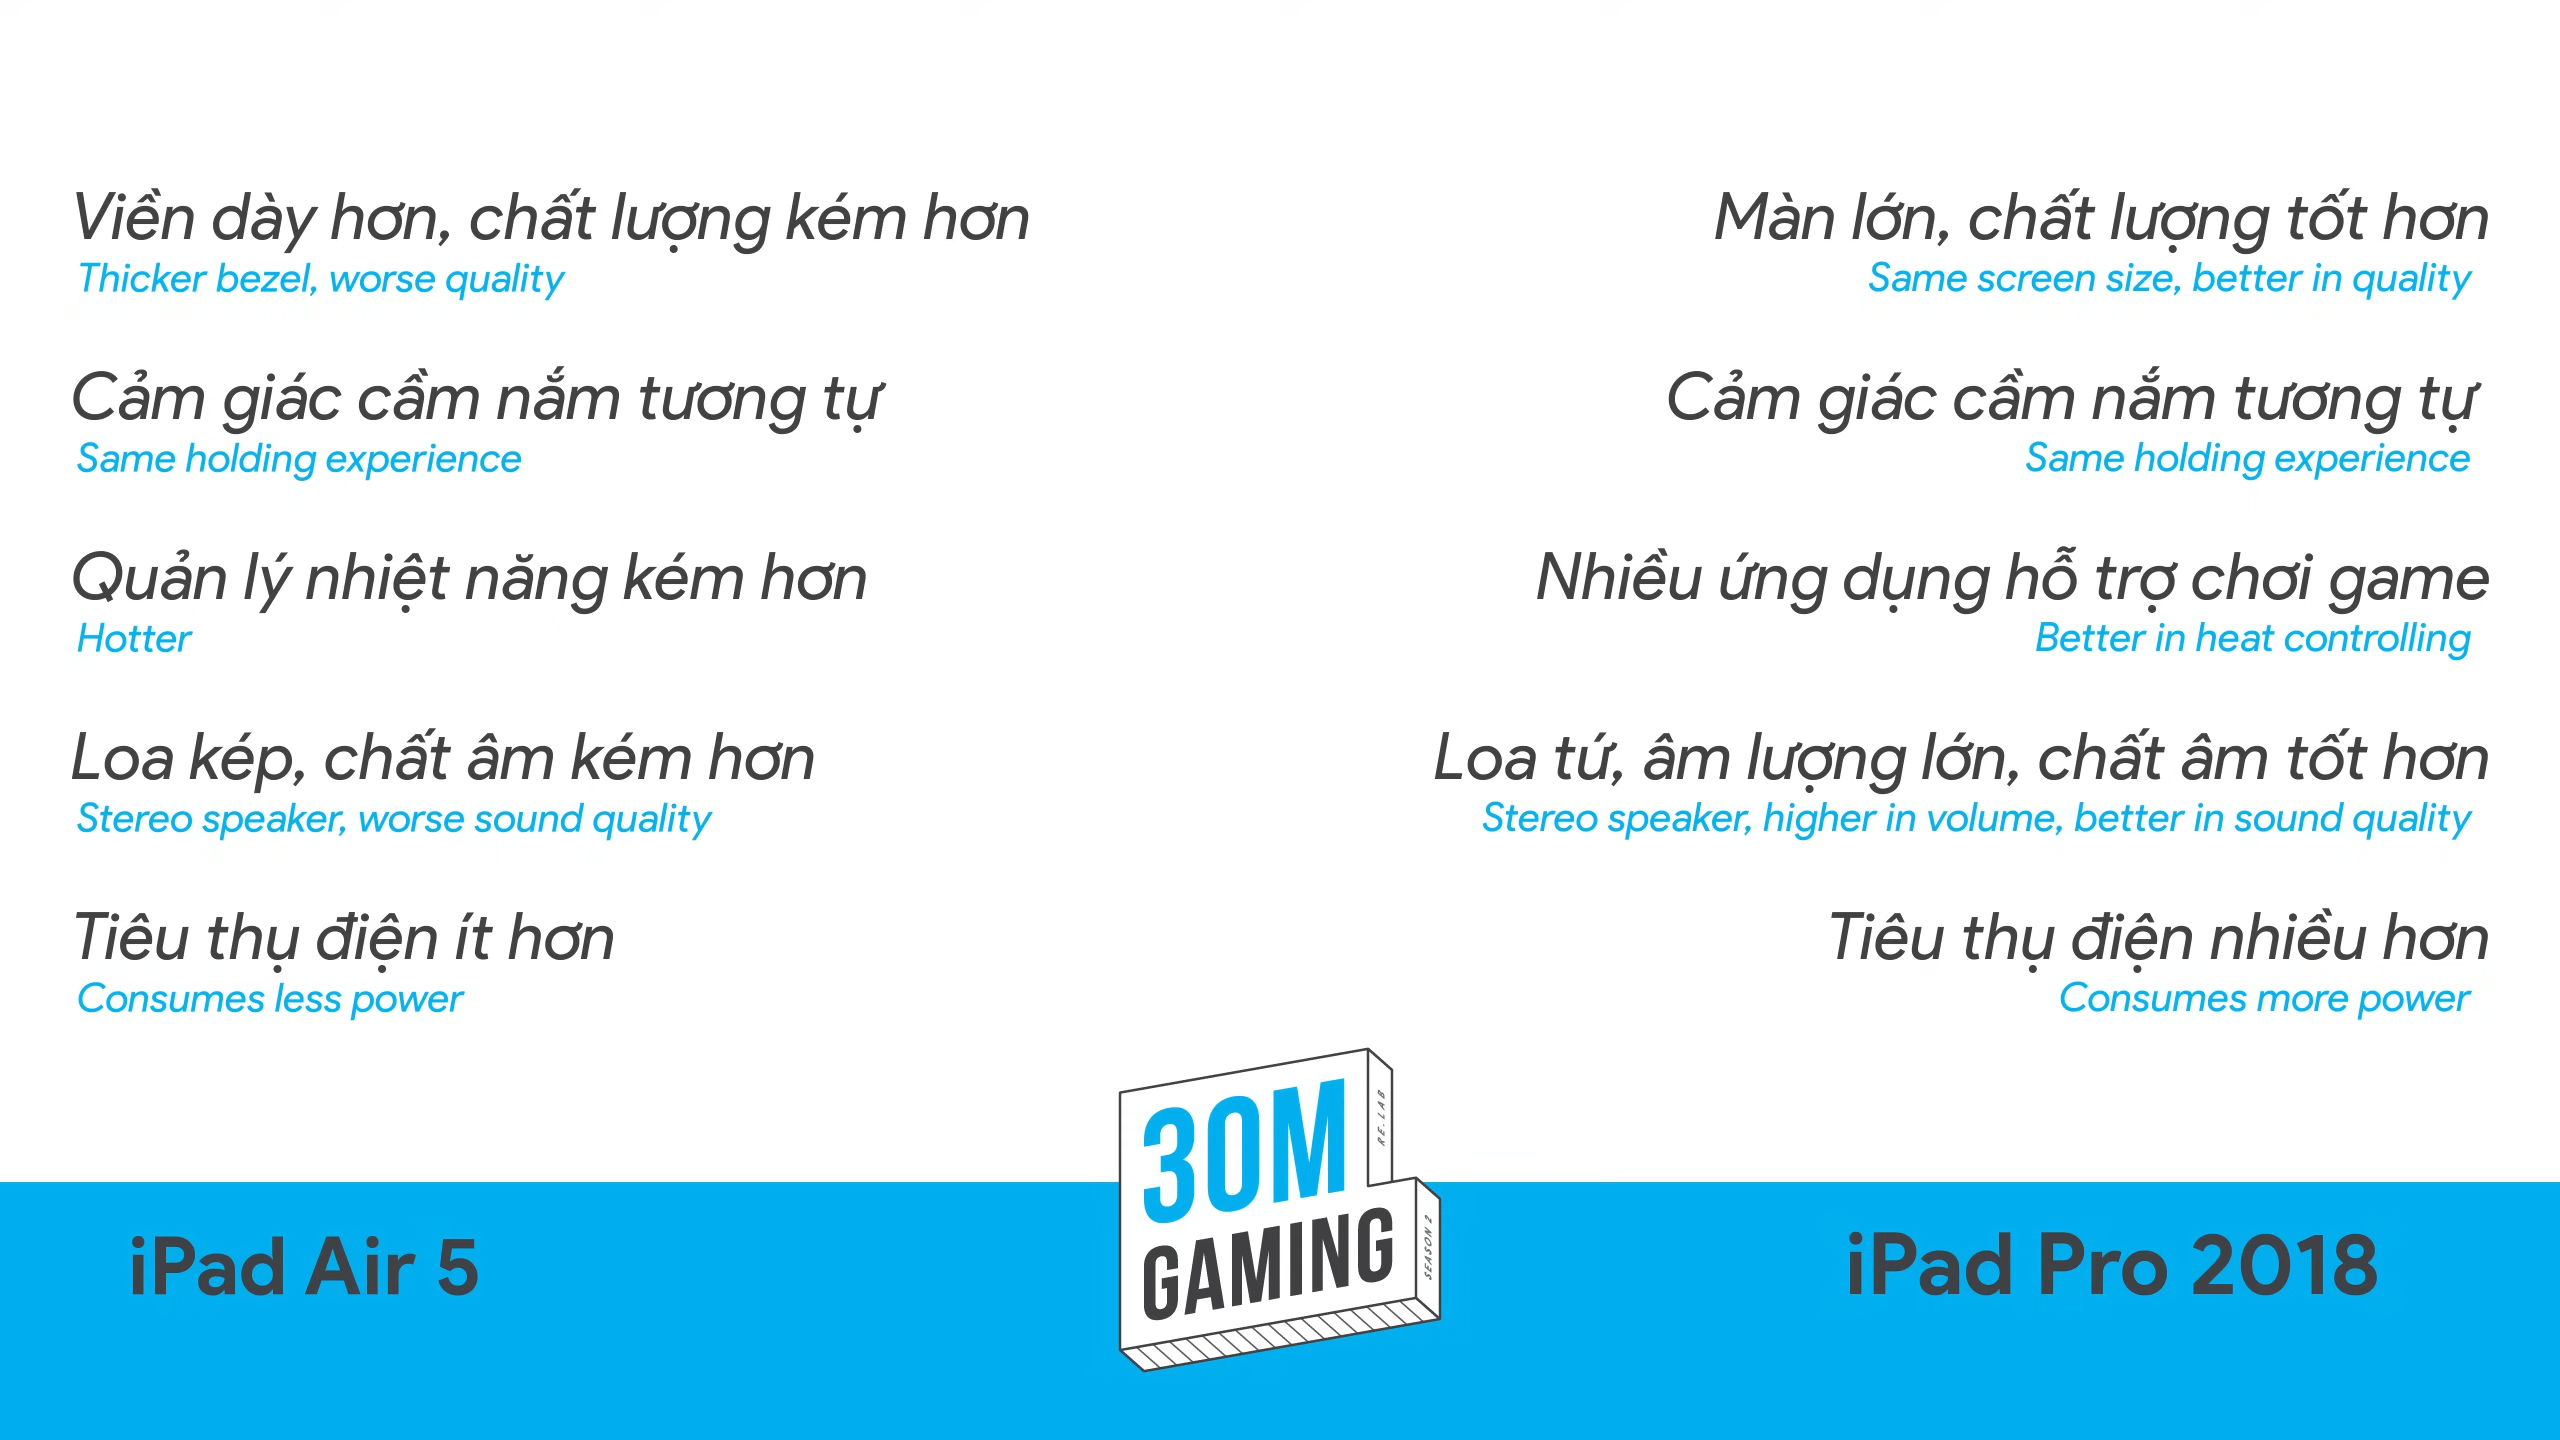 Viền dày hơn, chất lượng kém hơn
Thicker bezel, worse quality
Cảm giác cầm nắm tương tự
Same holding experience
Quản lý nhiệt năng kém hơn
Hotter
Loa kép, chất âm kém hơn
Stereo speaker, worse sound quality
Tiêu thụ điện ít hơn
Consumes less power
Màn lớn, chất lượng tốt hơn
Same screen size, better in quality
Cảm giác cầm nắm tương tự
Same holding experience
Nhiều ứng dụng hỗ trợ chơi game
Better in heat controlling
Loa tứ, âm lượng lớn, chất âm tốt hơn
Stereo speaker, higher in volume, better in sound quality
Tiêu thụ điện nhiều hơn
Consumes more power
iPad Air 5
30M
GAMING
RE.LAB
SEASON 2
iPad Pro 2018